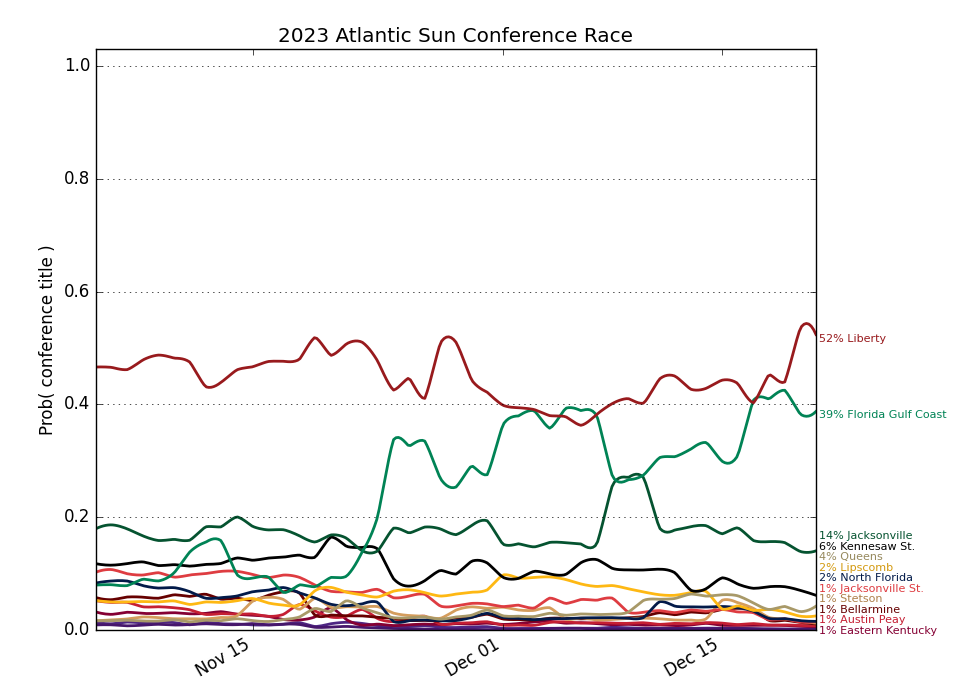 2023 Atlantic Sun Conference Race
Prob( conference title )
1.0
0.8
0.6
0.4
0.2
0.0
Nov 15
Dec 01
Dec 15
52% Liberty
39% Florida Gulf Coast
14% Jacksonville
6% Kennesaw St.
4% Queens
2% Lipscomb
2% North Florida
1% Jacksonville St.
1% Stetson
1% Bellarmine
1% Austin Peay
1% Eastern Kentucky